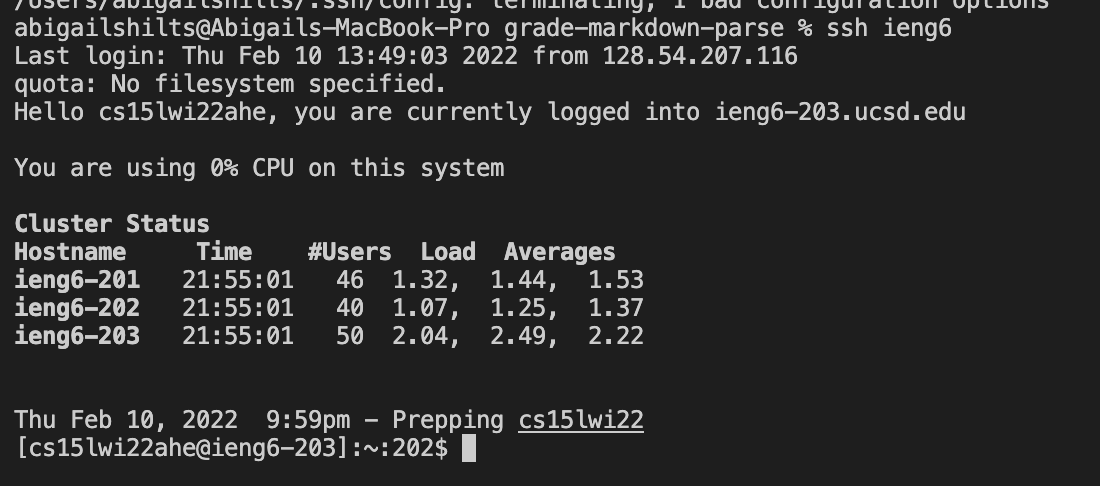 /Users/abigailshilts/.ssh/config: terminating, 1 bad configuration options
abigailshilts@Abigails-MacBook-Pro grade-markdown-parse % ssh ieng6
Last login: Thu Feb 10 13:49:03 2022 from 128.54.207.116
quota: No filesystem specified.
Hello cs15lwi22ahe, you are currently logged into ieng6-203.ucsd.edu
You are using 0% CPU on this system
Cluster Status
Hostname Time #Users Load Averages
ieng6-201 21:55:01 46 1.32, 1.44, 1.53
ieng6-202 21:55:01 40 1.07, 1.25, 1.37
ieng6-203 21:55:01 50 2.04, 2.49, 2.22
Thu Feb 10, 2022 9:59pm - Prepping cs15lwi22
[cs15lwi22ahe@ieng6-203]:~:202$